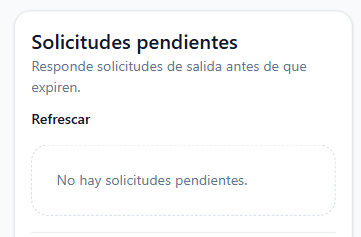 Solicitudes pendientes
Responde solicitudes de salida antes de que
expiren.
Refrescar
No hay solicitudes pendientes.